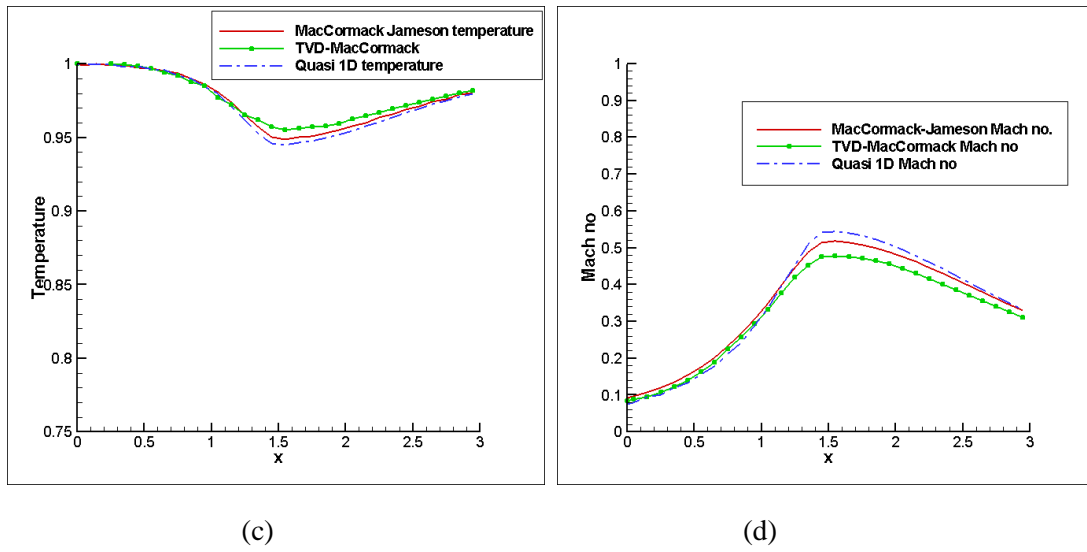 MacCormack Jameson temperature
TVD-MacCormack
Quasi 1D temperature
1
0.95
0.9
0.85
0.8
0.75
Temperature
0
0.5
1
1.5
2
2.5
3
x
(c)
MacCormack-Jameson Mach no.
TVD-MacCormack Mach no
Quasi 1D Mach no
1
0.9
0.8
0.7
0.6
0.5
0.4
0.3
0.2
0.1
0
Mach no
0
0.5
1
1.5
2
2.5
3
x
(d)